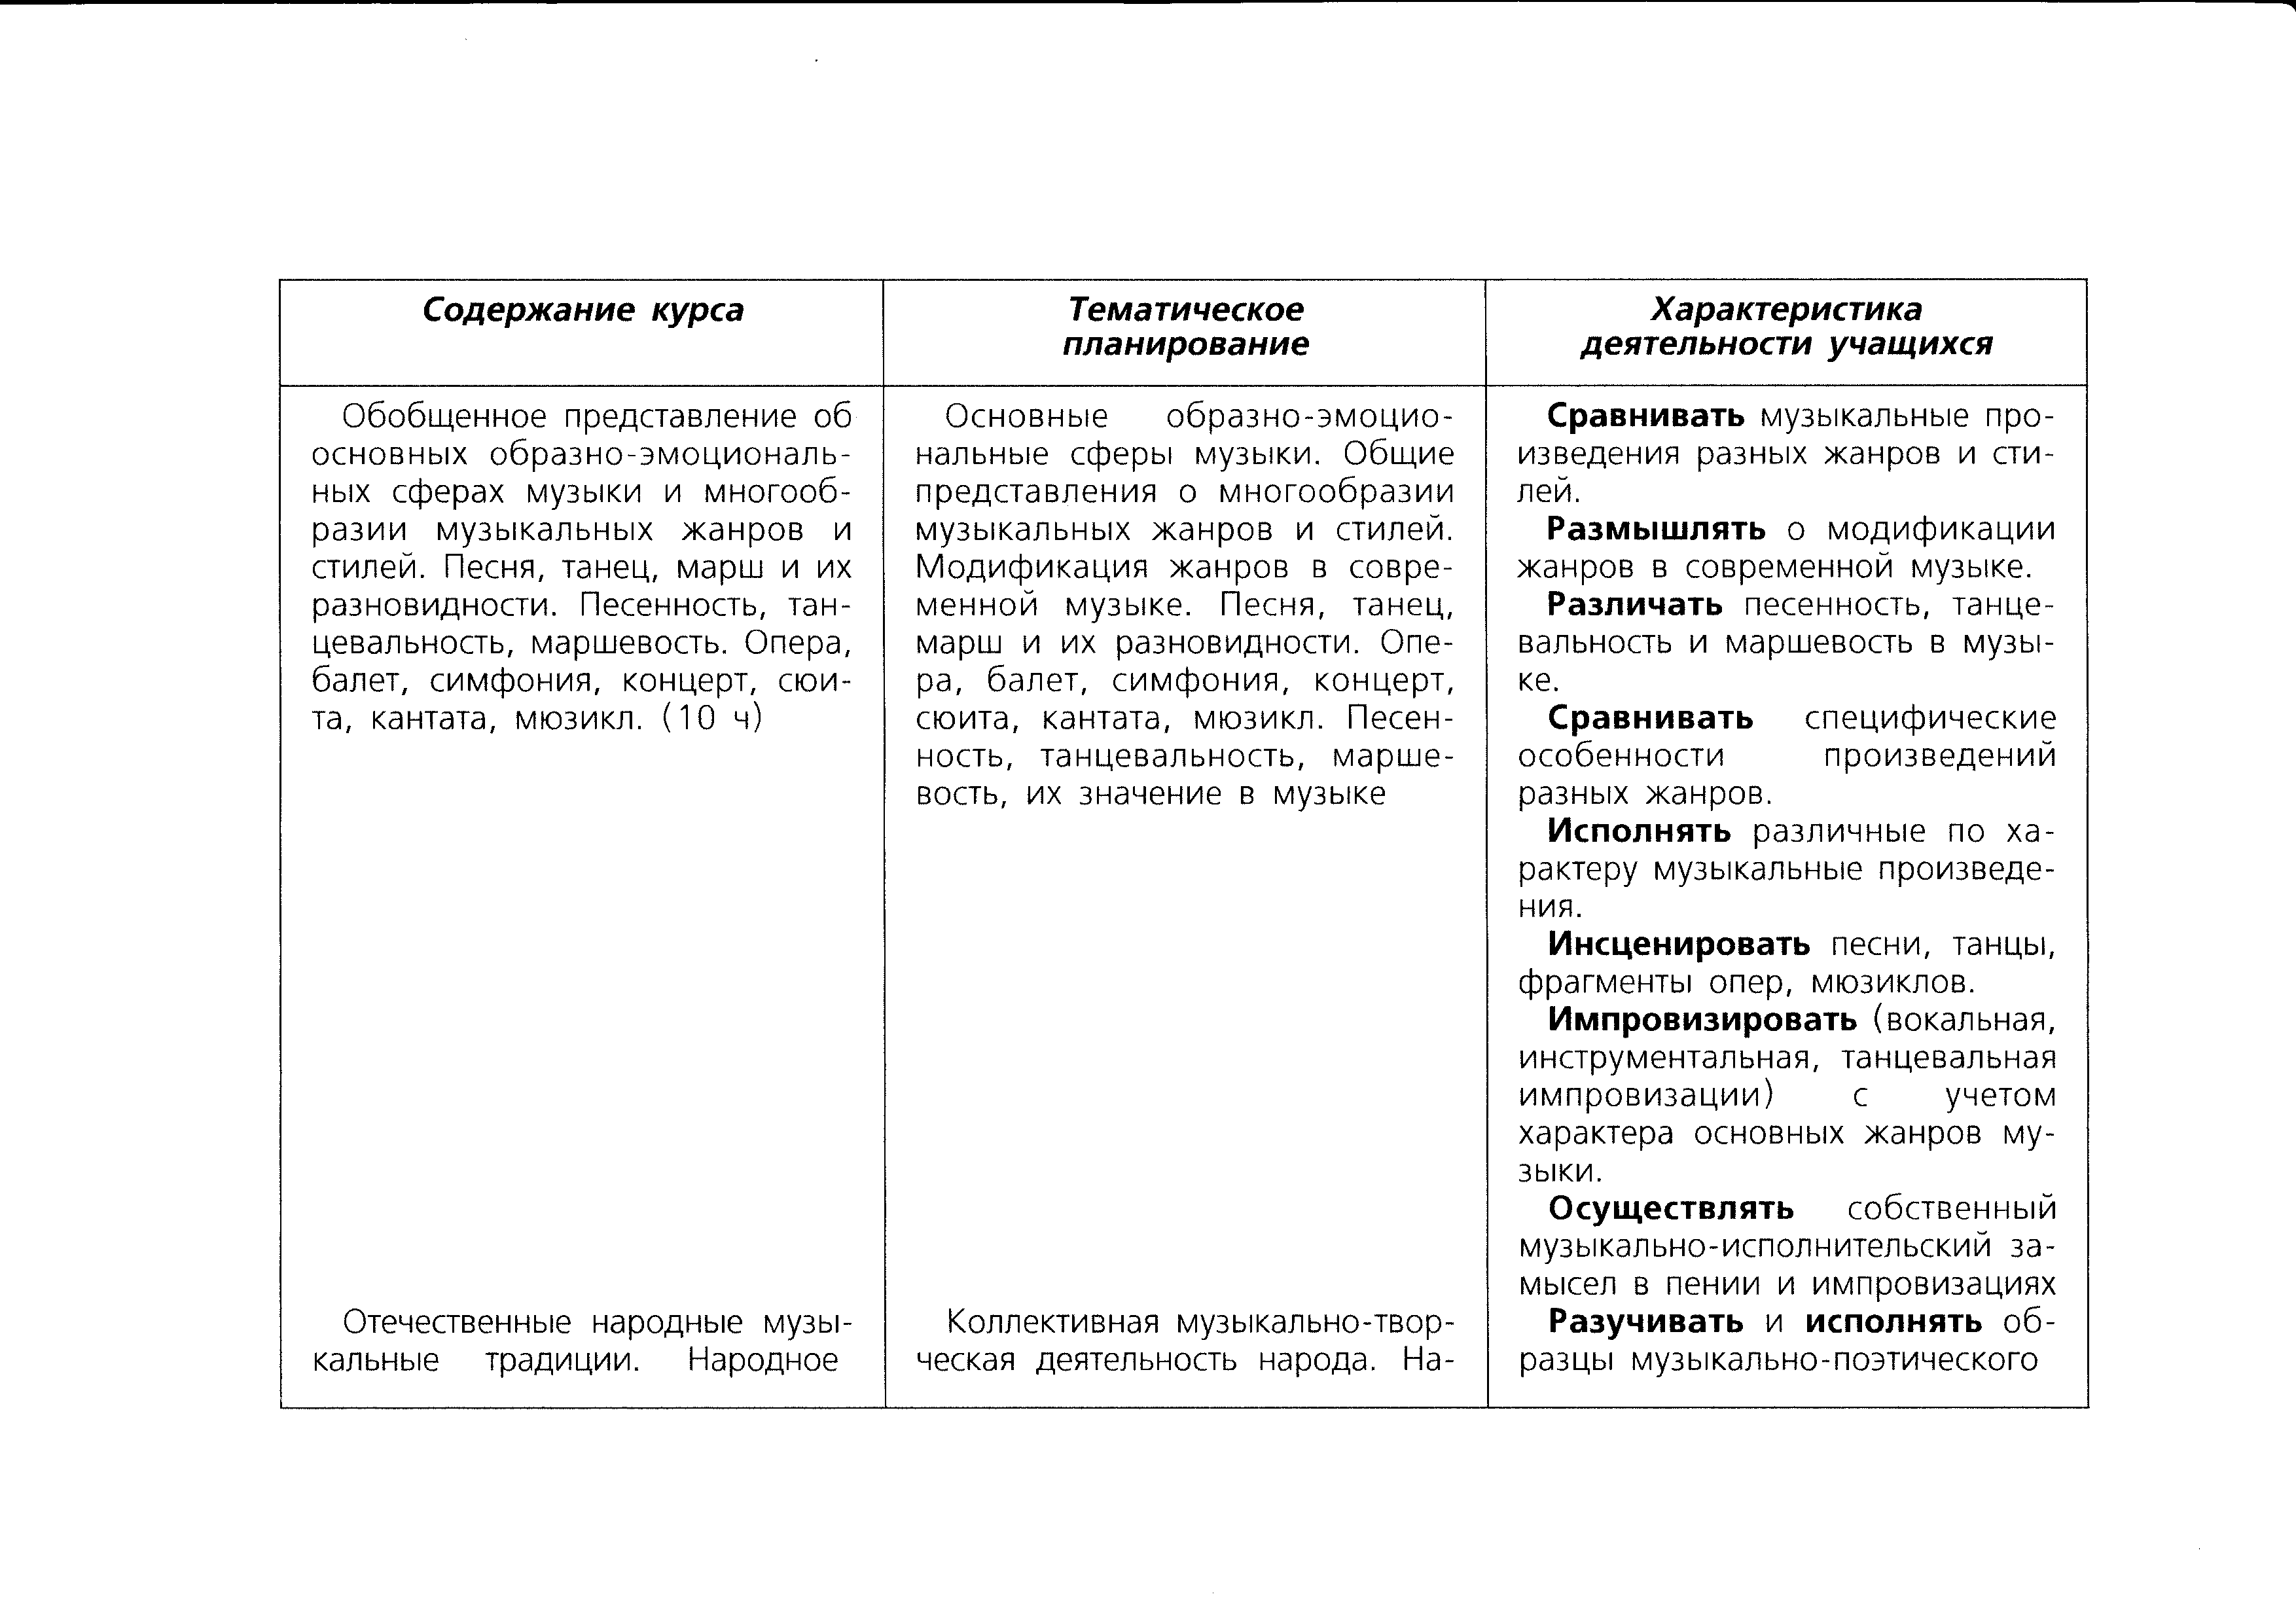 Содержание курса
Тематическое
планирование
Характеристика
деятельности учащихся
Обобщенное представление об
основных образно-эмоциональ-
ных сферах музыки и многооб-
разии музыкальных жанров и
стилей. Песня, танец, марш и их
разновидности. Песенность, тан-
цевальность, маршевость. Опера,
балет, симфония, концерт, сюи-
та, кантата, мюзикл. (10 ч)
Основные образно-эмоцио-
нальные сферы музыки. Общие
представления о многообразии
музыкальных жанров и стилей.
Модификация жанров в совре-
менной музыке. Песня, танец,
марш и их разновидности. Опе-
ра, балет, симфония, концерт,
сюита, кантата, мюзикл. Песен-
ность, танцевальность, марше-
вость, их значение в музыке
Сравнивать музыкальные про-
изведения разных жанров и сти-
лей.
Размышлять о модификации
жанров в современной музыке.
Различать песенность, танце-
вальность и маршевость в музы-
ке.
Сравнивать специфические
особенности произведений
разных жанров.
Исполнять различные по ха-
рактеру музыкальные произведе-
ния.
Инсценировать песни, танцы,
фрагменты опер, мюзиклов.
Импровизировать (вокальная,
инструментальная, танцевальная
импровизации) с учетом
характера основных жанров му-
зыки.
Осуществлять собственный
музыкально-исполнительский за-
мысел в пении и импровизациях
Отечественные народные музы-
кальные традиции. Народное
Коллективная музыкально-твор-
ческая деятельность народа. На-
Разучивать и исполнять об-
разцы музыкально-поэтического